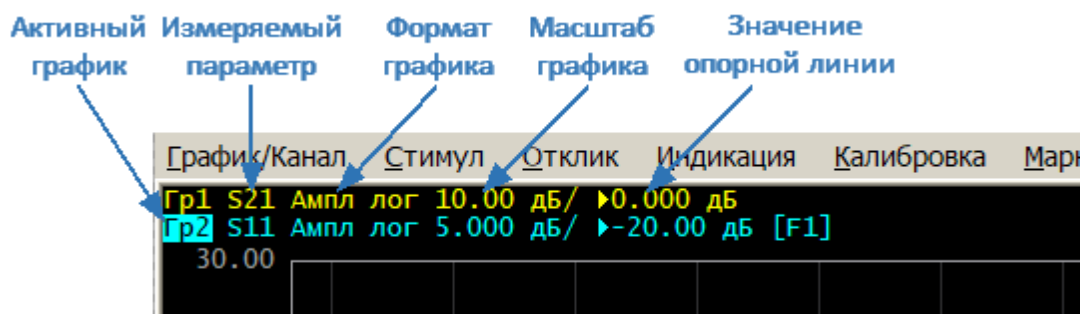 Активный Измеряемый Формат Масштаб Значение
график параметр графика графика опорной линии
График/Канал Стимул Отклик Индикация Калибровка Марк
Гр1 S21 Ампл лог 10.00 дБ/ ▶0.000 дБ
Гр2 S11 Ампл лог 5.000 дБ/ ▶-20.00 дБ [F1]
30.00